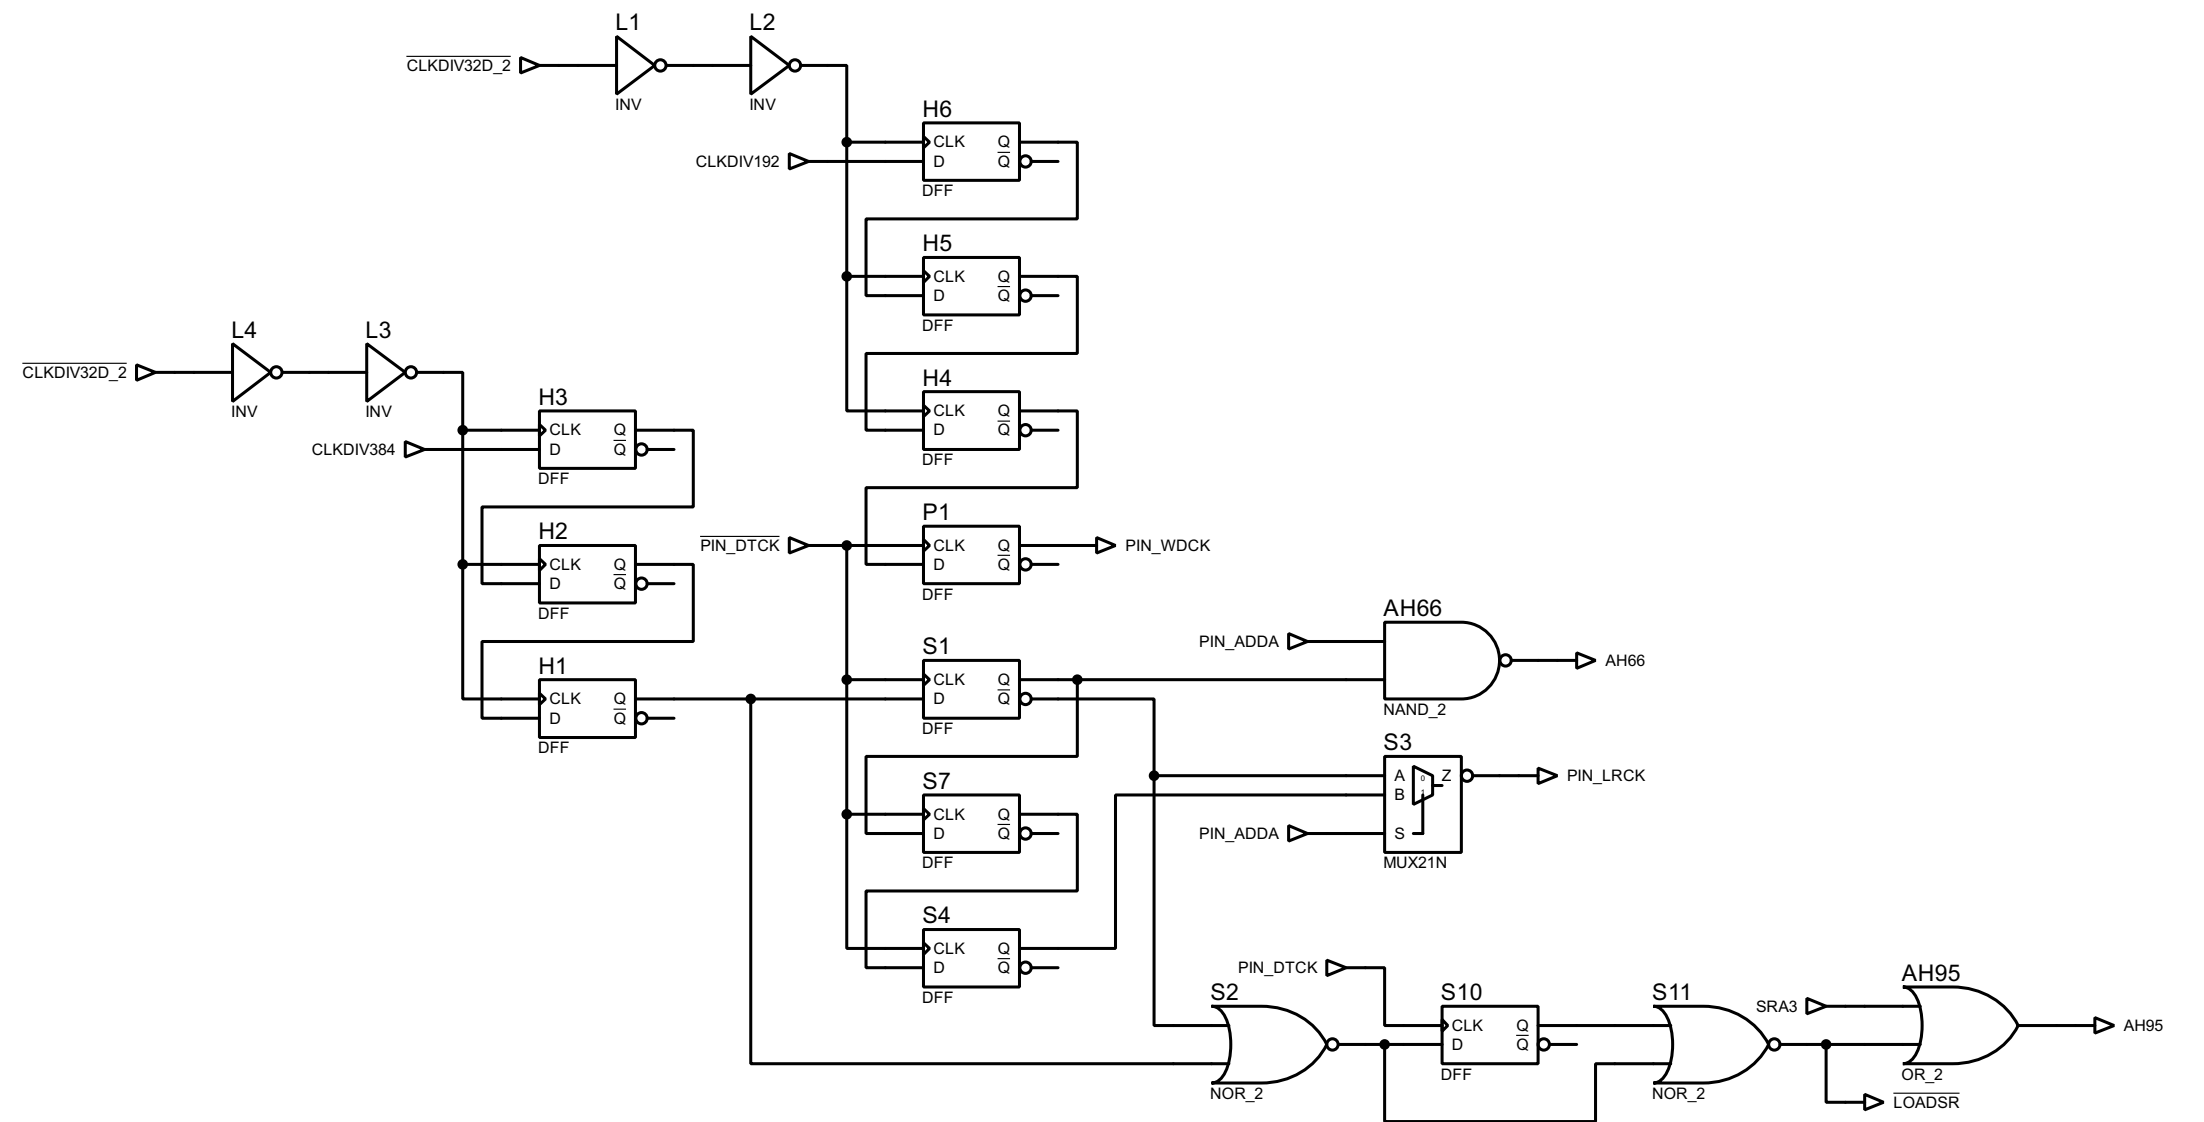 L1
L2
CLKDIV32D_2
INV
INV
H6
CLK
Q
CLKDIV192
D
Q
DFF
H5
CLK
Q
D
Q
DFF
L4
L3
CLKDIV32D_2
INV
INV
H4
CLK
Q
D
Q
DFF
H3
CLK
Q
CLKDIV384
D
Q
DFF
P1
PIN_DTCK
CLK
Q
PIN_WDCK
D
Q
DFF
H2
CLK
Q
D
Q
DFF
AH66
PIN_ADDA
AH66
NAND_2
S1
CLK
Q
D
Q
DFF
H1
CLK
Q
D
Q
DFF
S3
A
0
Z
PIN_LRCK
B
1
PIN_ADDA
S
MUX21N
S7
CLK
Q
D
Q
DFF
S4
CLK
Q
D
Q
DFF
PIN_DTCK
S2
NOR_2
S10
CLK
Q
D
Q
DFF
S11
NOR_2
AH95
SRA3
AH95
OR_2
LOADSR